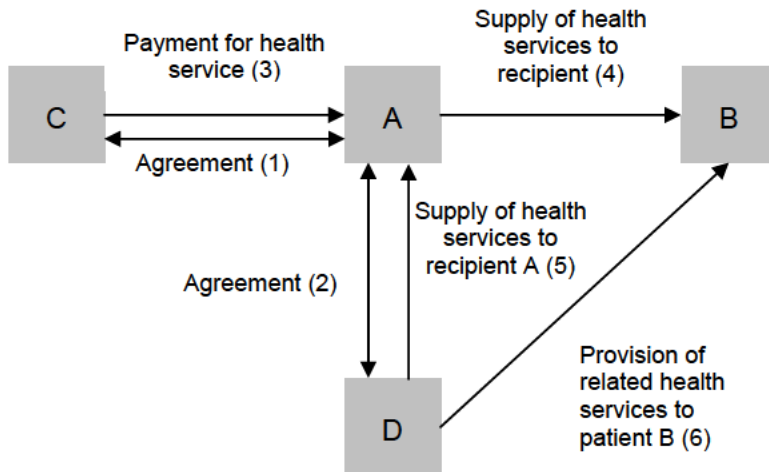 Payment for health
service (3)
Supply of health
services to
recipient (4)
C
A
B
Agreement (1)
Supply of health
services to
recipient A (5)
Agreement (2)
Provision of
related health
services to
patient B (6)
D